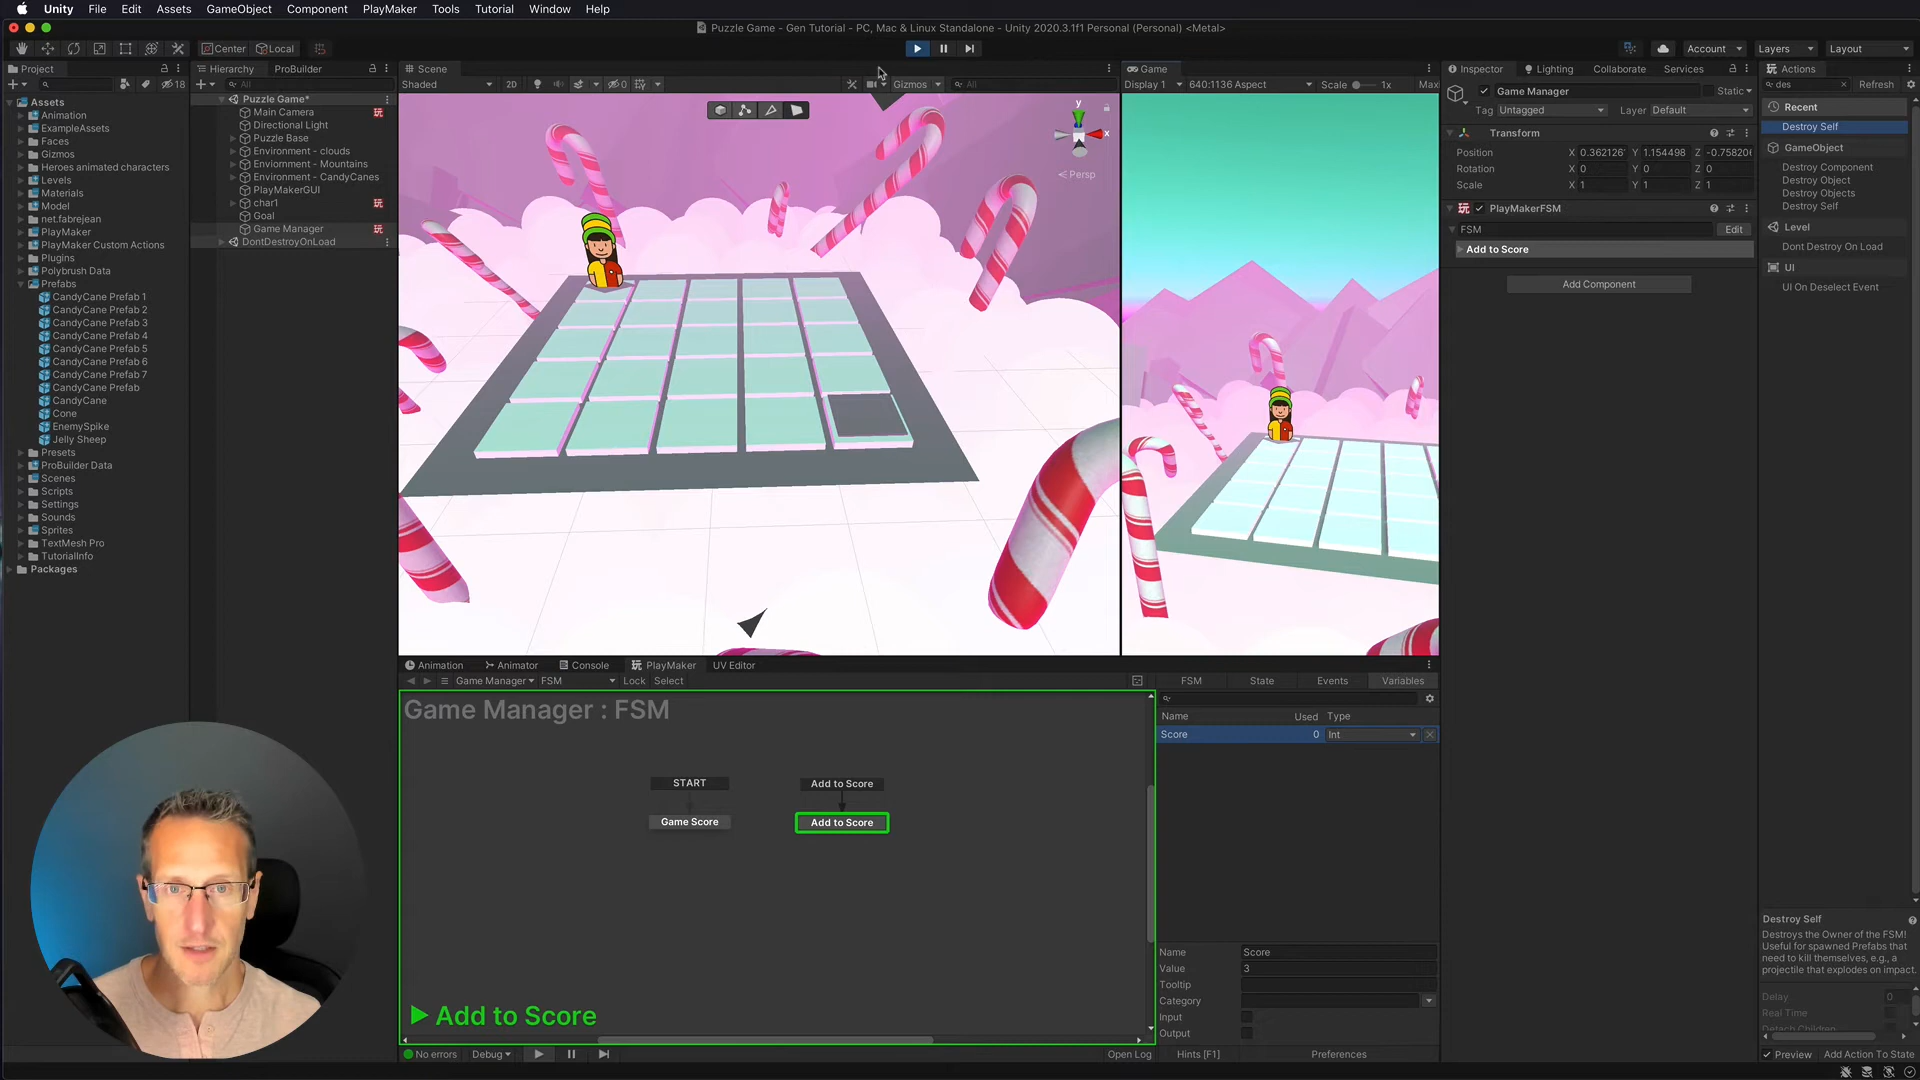 Unity File Edit Assets GameObject Component PlayMaker Tools Tutorial Window Help
Puzzle Game - Gen Tutorial - PC, Mac & Linux Standalone - Unity 2020.3.1f1 Personal (Personal) <Metal>
Center Local
Account Layers Layout
Project
Assets
Animation
ExampleAssets
Faces
Gizmos
Heroes animated characters
Levels
Materials
Model
net.fabrejean
PlayMaker
PlayMaker Custom Actions
Plugins
Polybrush Data
Prefabs
CandyCane Prefab 1
CandyCane Prefab 2
CandyCane Prefab 3
CandyCane Prefab 4
CandyCane Prefab 5
CandyCane Prefab 6
CandyCane Prefab 7
CandyCane Prefab
CandyCane
Cone
EnemySpike
Jelly Sheep
Presets
ProBuilder Data
Scenes
Scripts
Settings
Sounds
Sprites
TextMesh Pro
TutorialInfo
Packages
18
Hierarchy ProBuilder
All
Puzzle Game*
Main Camera
Directional Light
Puzzle Base
Environment - clouds
Enviornment - Mountains
Environment - CandyCanes
PlayMakerGUI
char1
Goal
Game Manager
DontDestroyOnLoad
Scene
Shaded 2D 0 Gizmos All
y
x
Persp
Game
Display 1 640:1136 Aspect Scale 1x Maxi
Animation Animator Console PlayMaker UV Editor
Game Manager FSM Lock Select
Game Manager : FSM
START
Game Score
Add to Score
Add to Score
Add to Score
No errors Debug Open Log
FSM State Events Variables
Name Used Type
Score 0 Int
Name Score
Value 3
Tooltip
Category
Input
Output
Hints [F1] Preferences
Inspector Lighting Collaborate Services
Game Manager Static
Tag Untagged Layer Default
Transform
Position X 0.362126 Y 1.154498 Z -0.758206
Rotation X 0 Y 0 Z 0
Scale X 1 Y 1 Z 1
PlayMakerFSM
FSM Edit
Add to Score
Add Component
Actions
des Refresh
Recent
Destroy Self
GameObject
Destroy Component
Destroy Object
Destroy Objects
Destroy Self
Level
Dont Destroy On Load
UI
UI On Deselect Event
Destroy Self
Destroys the Owner of the FSM!
Useful for spawned Prefabs that
need to kill themselves, e.g., a
projectile that explodes on impact.
Delay 0
Real Time
Detach Children
Preview Add Action To State